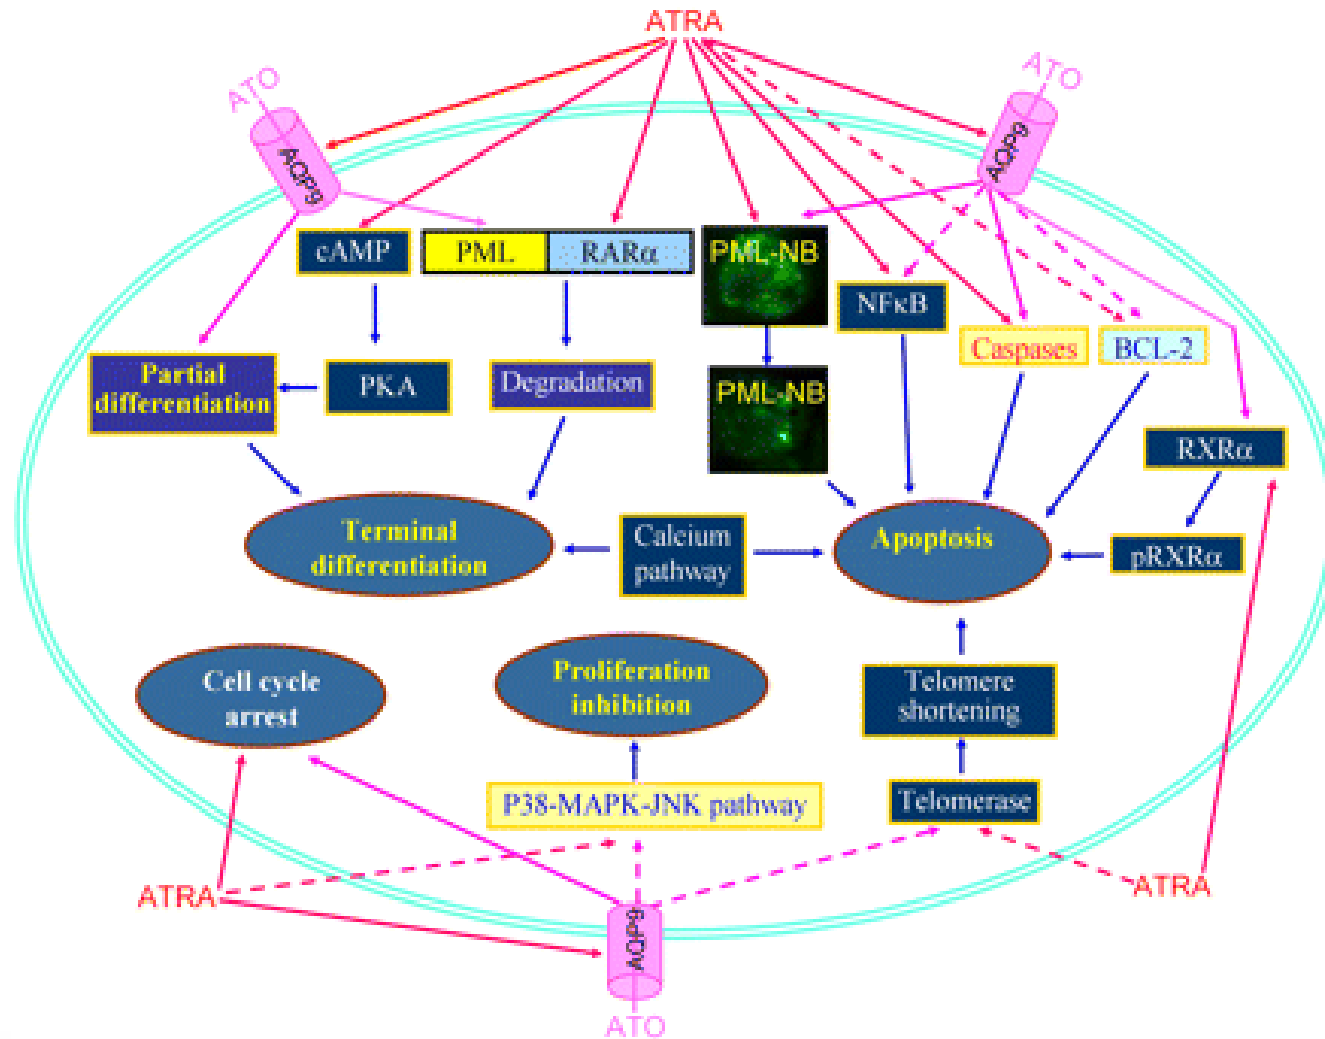 ATRA
ATO
ATO
AQP9
AQP9
cAMP
PML
RARα
PML-NB
NFκB
Caspases
BCL-2
Partial
differentiation
PKA
Degradation
PML-NB
RXRα
Terminal
differentiation
Calcium
pathway
Apoptosis
pRXRα
Cell cycle
arrest
Proliferation
inhibition
Telomere
shortening
P38-MAPK-JNK pathway
Telomerase
ATRA
ATRA
AQP9
ATO